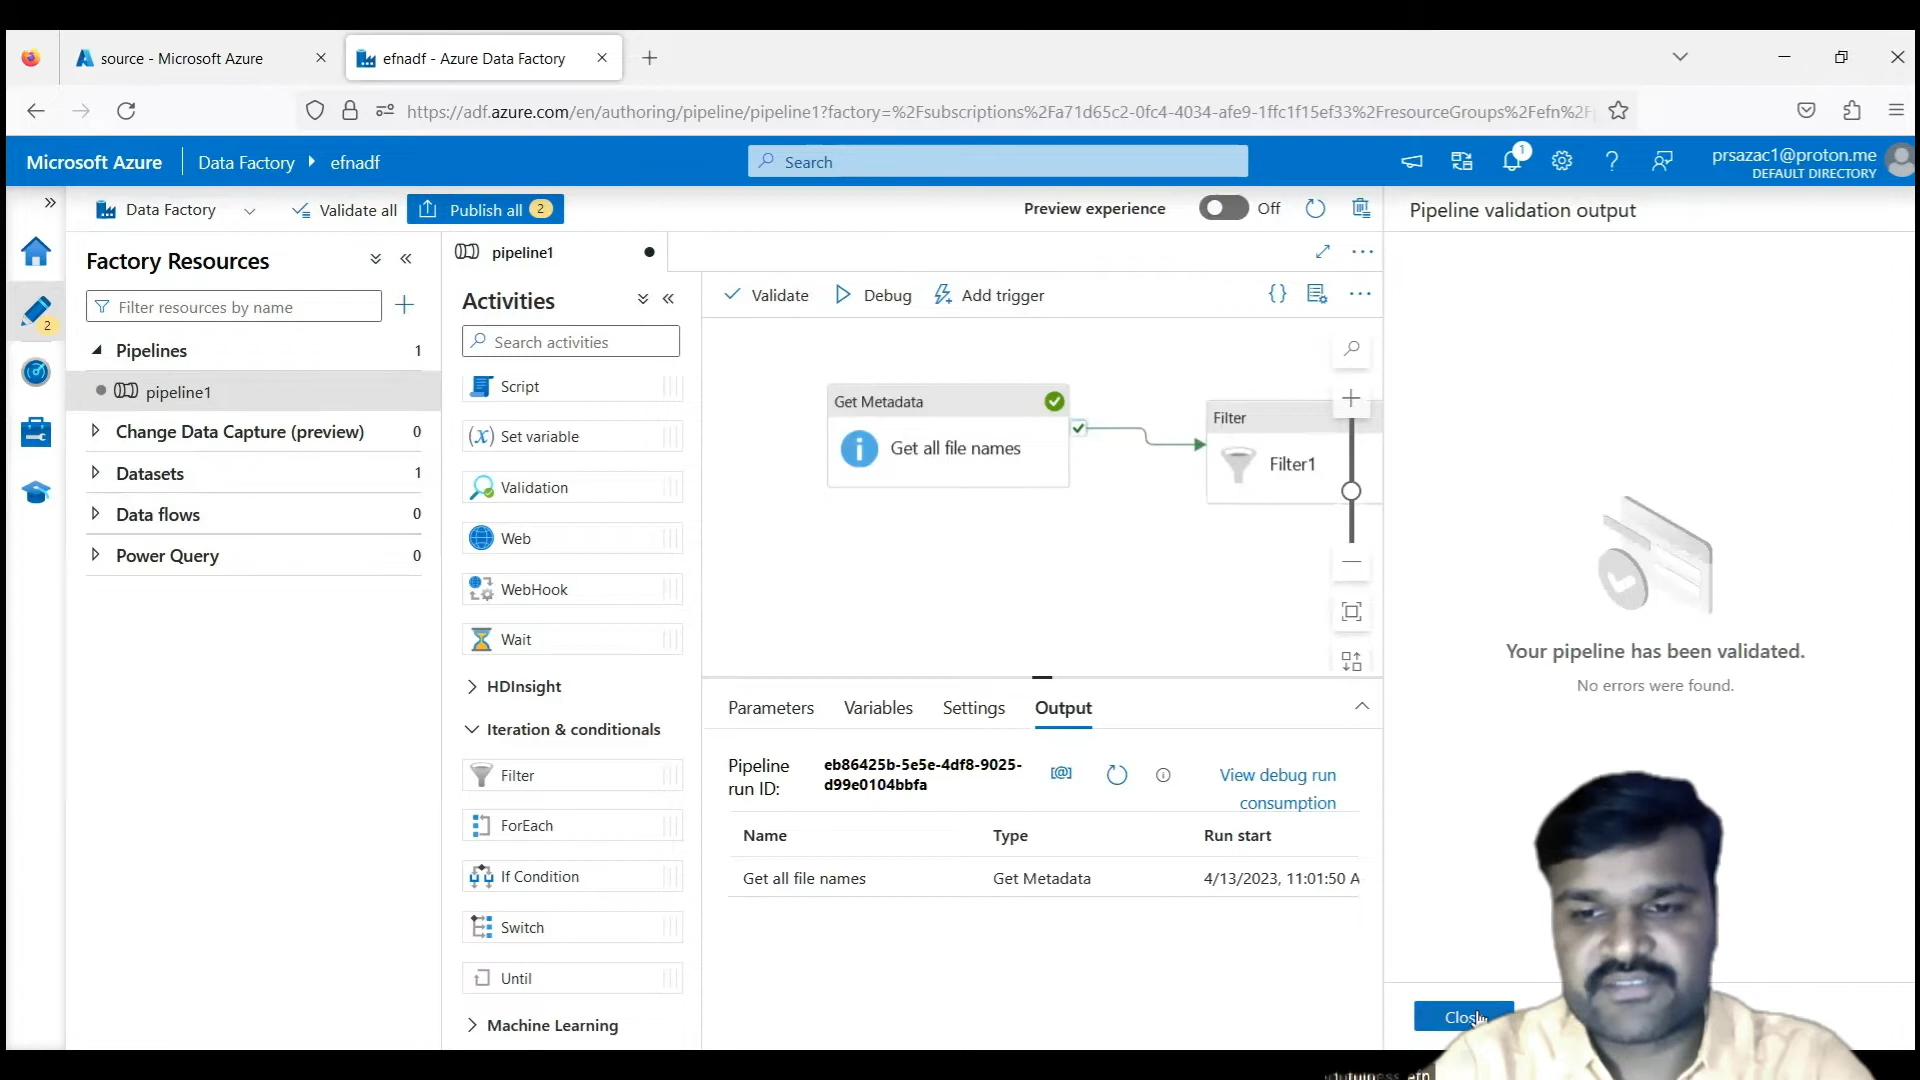 source - Microsoft Azure
efnadf - Azure Data Factory
https://adf.azure.com/en/authoring/pipeline/pipeline1?factory=%2Fsubscriptions%2Fa71d65c2-0fc4-4034-afe9-1ffc1f15ef33%2FresourceGroups%2Fefn%2F
Microsoft Azure
Data Factory
efnadf
Search
1
prsazac1@proton.me
DEFAULT DIRECTORY
Data Factory
Validate all
Publish all
2
Preview experience
Off
Pipeline validation output
2
Factory Resources
Filter resources by name
Pipelines
1
pipeline1
Change Data Capture (preview)
0
Datasets
1
Data flows
0
Power Query
0
pipeline1
Activities
Search activities
Script
Set variable
Validation
Web
WebHook
Wait
HDInsight
Iteration & conditionals
Filter
ForEach
If Condition
Switch
Until
Machine Learning
Validate
Debug
Add trigger
Get Metadata
Get all file names
Filter
Filter1
Parameters
Variables
Settings
Output
Pipeline
run ID:
eb86425b-5e5e-4df8-9025-
d99e0104bbfa
View debug run
consumption
Name
Type
Run start
Get all file names
Get Metadata
4/13/2023, 11:01:50 A
Your pipeline has been validated.
No errors were found.